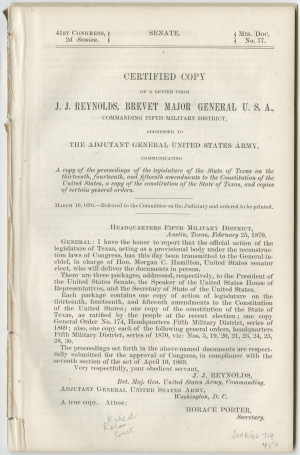 41ST CONGRESS, SENATE. MIS. DOC.
2d Session. No. 77.
CERTIFIED COPY
OF A LETTER FROM
J. J. REYNOLDS, BREVET MAJOR GENERAL U. S. A.,
COMMANDING FIFTH MILITARY DISTRICT,
ADDRESSED TO
THE ADJUTANT GENERAL UNITED STATES ARMY,
COMMUNICATING
A copy of the proceedings of the legislature of the State of Texas on the
thirteenth, fourteenth, and fifteenth amendments to the Constitution of the
United States, a copy of the constitution of the State of Texas, and copies
of certain general orders.
MARCH 10, 1870.—Referred to the Committee on the Judiciary and ordered to be printed.
HEADQUARTERS FIFTH MILITARY DISTRICT,
Austin, Texas, February 25, 1870.
GENERAL: I have the honor to report that the official action of the
legislature of Texas, acting as a provisional body under the reconstruc-
tion laws of Congress, has this day been transmitted to the General-in-
chief, in charge of Hon. Morgan C. Hamilton, United States senator
elect, who will deliver the documents in person.
There are three packages, addressed, respectively, to the President of
the United States Senate, the Speaker of the United States House of
Representatives, and the Secretary of State of the United States.
Each package contains one copy of action of legislature on the
thirteenth, fourteenth, and fifteenth amendments to the Constitution of
the United States; one copy of the constitution of the State of
Texas, as ratified by the people at the recent election; one copy
General Order No. 174, Headquarters Fifth Military District, series of
1869; also, one copy each of the following general orders, headquarters
Fifth Military District, series of 1870, viz: Nos. 5, 19, 20, 21, 23, 24, 25,
28, 30.
The proceedings set forth in the above-named documents are respect-
fully submitted for the approval of Congress, in compliance with the
seventh section of the act of April 10, 1869.
Very respectfully, your obedient servant,
J. J. REYNOLDS,
Bvt. Maj. Gen. United States Army, Commanding.
ADJUTANT GENERAL UNITED STATES ARMY,
Washington, D. C.
A true copy. Attest:
HORACE PORTER,
Secretary.